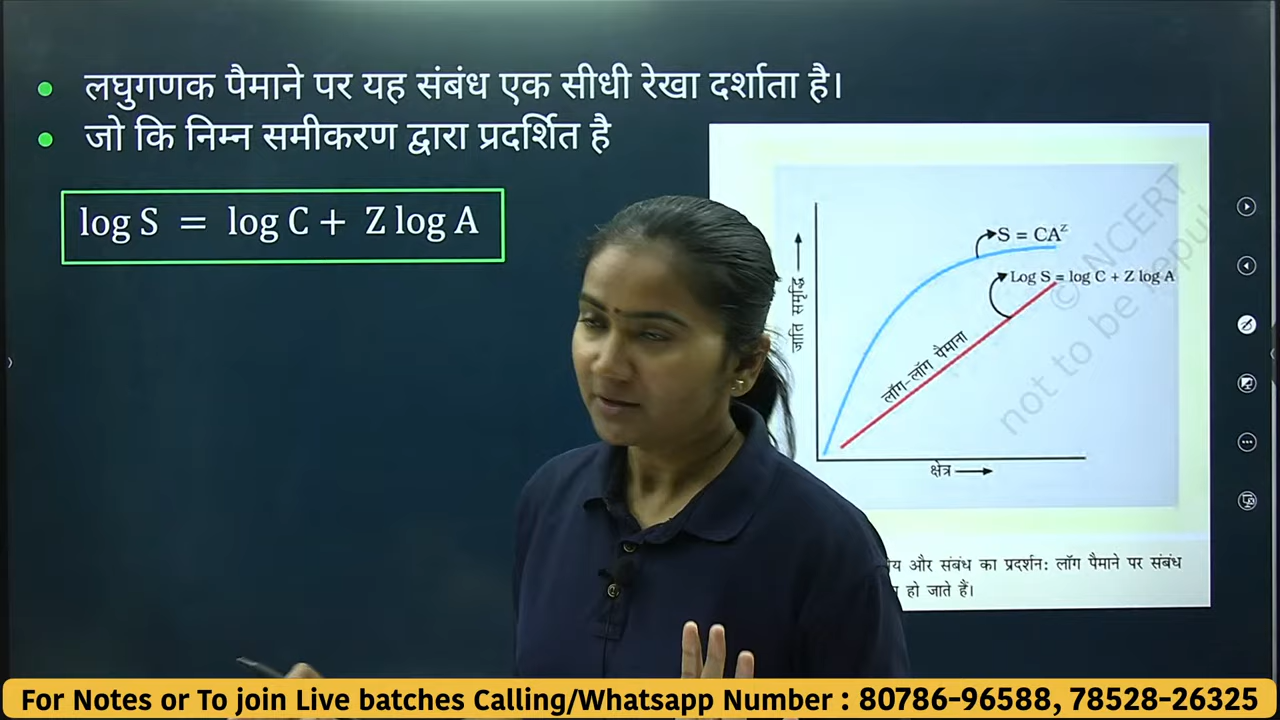 लघुगणक पैमाने पर यह संबंध एक सीधी रेखा दर्शाता है।
जो कि निम्न समीकरण द्वारा प्रदर्शित है
log S = log C + Z log A
S = CA^z
Log S = log C + Z log A
लॉग-लॉग पैमाना
जाति समृद्धि
क्षेत्र
© NCERT
not to be
और संबंध का प्रदर्शन: लॉग पैमाने पर संबंध
हो जाते हैं।
For Notes or To join Live batches Calling/Whatsapp Number : 80786-96588, 78528-26325